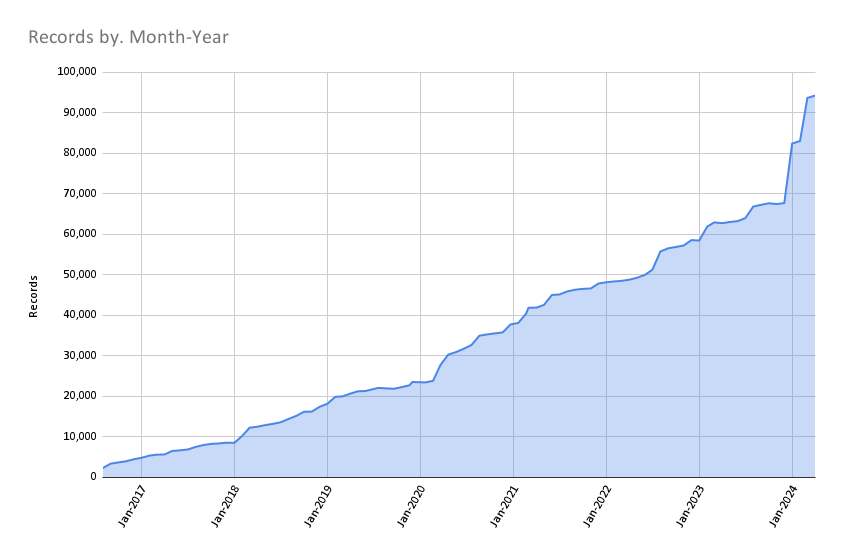 Records by. Month-Year
100,000
90,000
80,000
70,000
60,000
50,000
40,000
30,000
20,000
10,000
0
Records
Jan-2017
Jan-2018
Jan-2019
Jan-2020
Jan-2021
Jan-2022
Jan-2023
Jan-2024